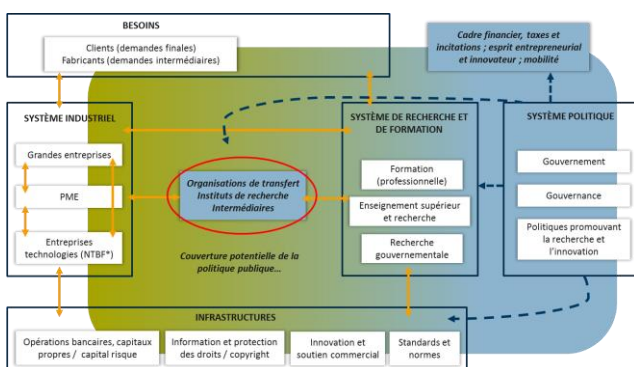 BESOINS
Clients (demandes finales)
Fabricants (demandes intermédiaires)
Cadre financier, taxes et
incitations ; esprit entrepreneurial
et innovateur ; mobilité
SYSTÈME INDUSTRIEL
Grandes entreprises
PME
Entreprises
technologies (NTBF*)
Organisations de transfert
Instituts de recherche
Intermédiaires
Couverture potentielle de la
politique publique...
SYSTÈME DE RECHERCHE ET
DE FORMATION
Formation
(professionnelle)
Enseignement supérieur
et recherche
Recherche
gouvernementale
SYSTÈME POLITIQUE
Gouvernement
Gouvernance
Politiques promouvant
la recherche et
l'innovation
INFRASTRUCTURES
Opérations bancaires, capitaux
propres / capital risque
Information et protection
des droits / copyright
Innovation et
soutien commercial
Standards et
normes